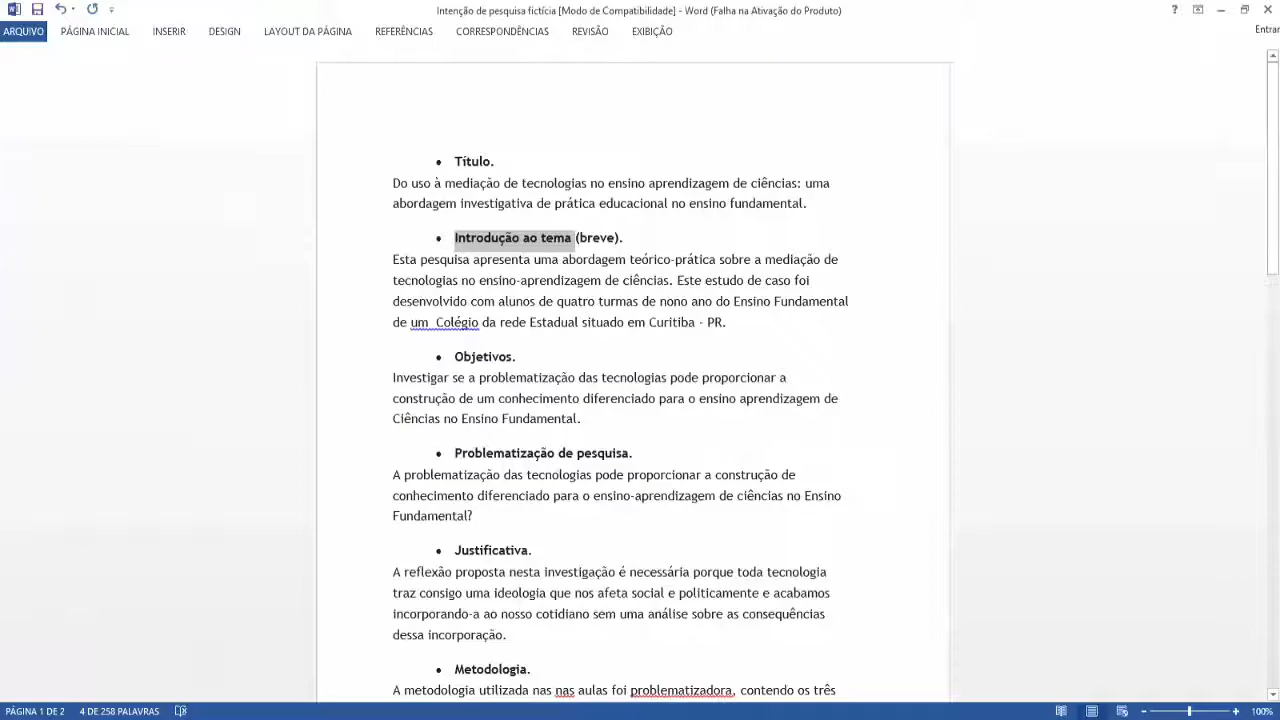 Intenção de pesquisa fictícia [Modo de Compatibilidade] - Word (Falha na Ativação do Produto)
ARQUIVO PÁGINA INICIAL INSERIR DESIGN LAYOUT DA PÁGINA REFERÊNCIAS CORRESPONDÊNCIAS REVISÃO EXIBIÇÃO Entrar
• Título.
Do uso à mediação de tecnologias no ensino aprendizagem de ciências: uma
abordagem investigativa de prática educacional no ensino fundamental.
• Introdução ao tema (breve).
Esta pesquisa apresenta uma abordagem teórico-prática sobre a mediação de
tecnologias no ensino-aprendizagem de ciências. Este estudo de caso foi
desenvolvido com alunos de quatro turmas de nono ano do Ensino Fundamental
de um Colégio da rede Estadual situado em Curitiba - PR.
• Objetivos.
Investigar se a problematização das tecnologias pode proporcionar a
construção de um conhecimento diferenciado para o ensino aprendizagem de
Ciências no Ensino Fundamental.
• Problematização de pesquisa.
A problematização das tecnologias pode proporcionar a construção de
conhecimento diferenciado para o ensino-aprendizagem de ciências no Ensino
Fundamental?
• Justificativa.
A reflexão proposta nesta investigação é necessária porque toda tecnologia
traz consigo uma ideologia que nos afeta social e politicamente e acabamos
incorporando-a ao nosso cotidiano sem uma análise sobre as consequências
dessa incorporação.
• Metodologia.
A metodologia utilizada nas nas aulas foi problematizadora, contendo os três
PÁGINA 1 DE 2 4 DE 258 PALAVRAS 100%